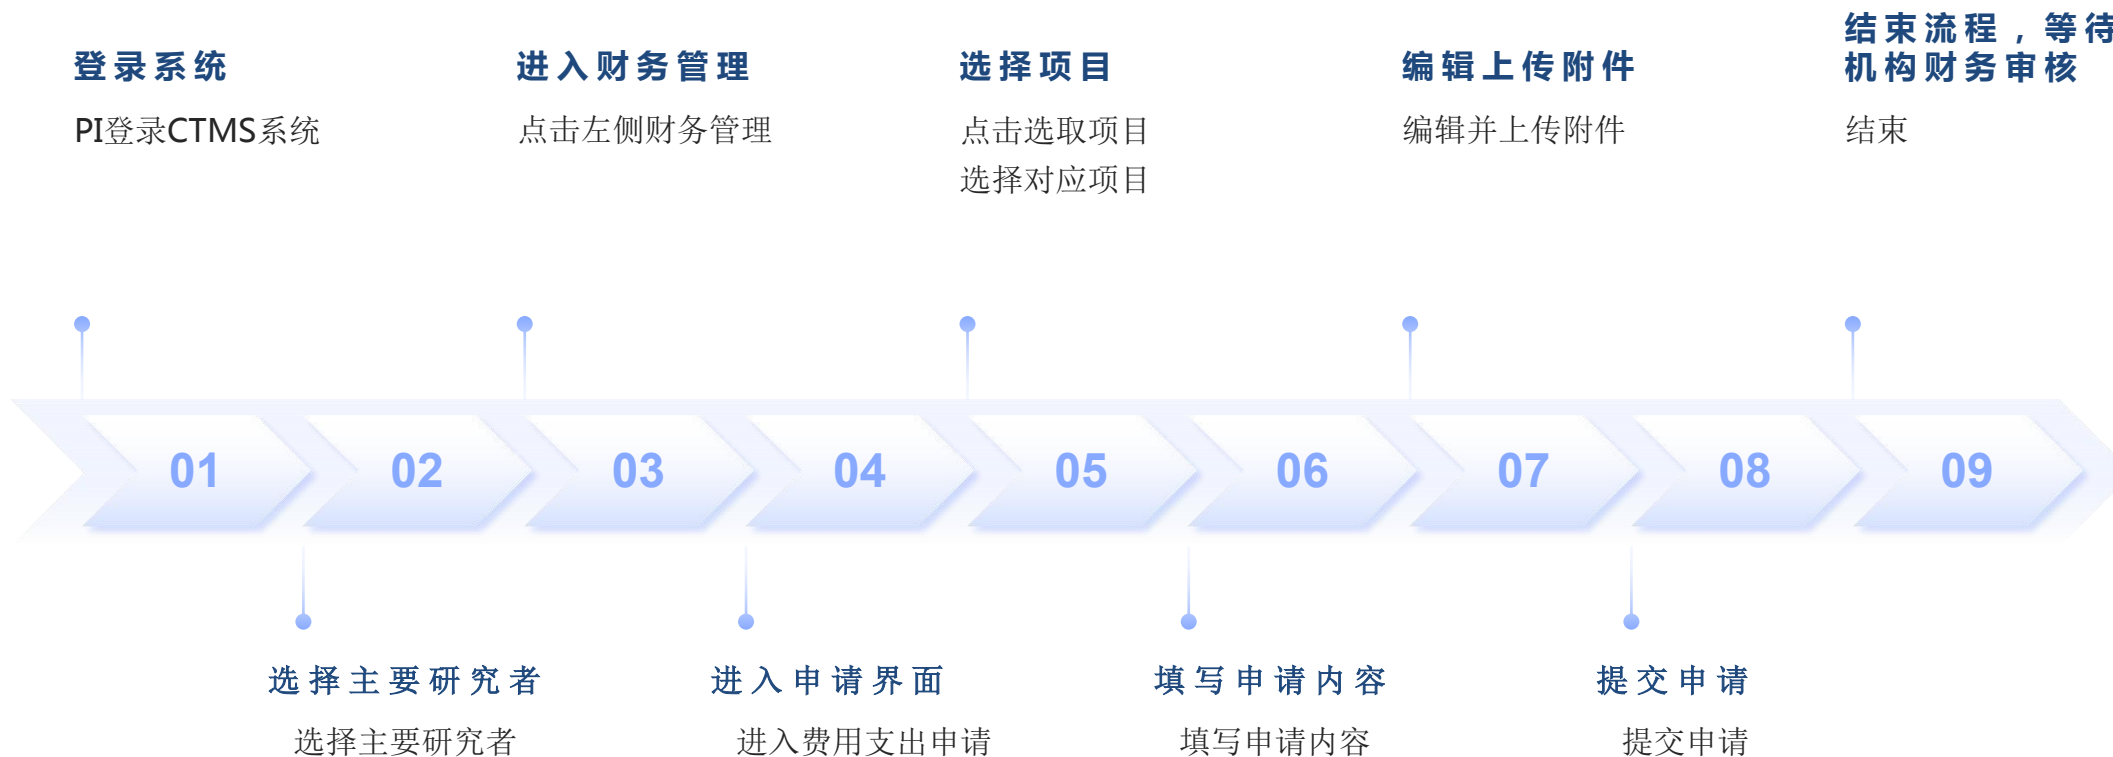 登录系统
PI登录CTMS系统
进入财务管理
点击左侧财务管理
选择项目
点击选取项目
选择对应项目
编辑上传附件
编辑并上传附件
结束流程，等待
机构财务审核
结束
01
02
03
04
05
06
07
08
09
选择主要研究者
选择主要研究者
进入申请界面
进入费用支出申请
填写申请内容
填写申请内容
提交申请
提交申请